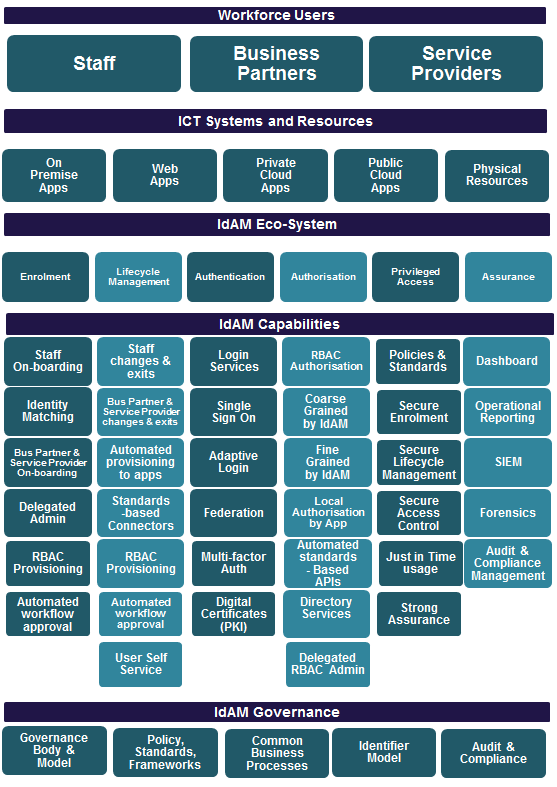 Workforce Users
Staff
Business
Partners
Service
Providers
ICT Systems and Resources
On
Premise
Apps
Web
Apps
Private
Cloud
Apps
Public
Cloud
Apps
Physical
Resources
IdAM Eco-System
Enrolment
Lifecycle
Management
Authentication
Authorisation
Privileged
Access
Assurance
IdAM Capabilities
Staff
On-boarding
Staff
changes &
exits
Login
Services
RBAC
Authorisation
Policies &
Standards
Dashboard
Identity
Matching
Bus Partner &
Service Provider
changes & exits
Single
Sign On
Coarse
Grained
by IdAM
Secure
Enrolment
Operational
Reporting
Bus Partner &
Service Provider
On-boarding
Automated
provisioning
to apps
Adaptive
Login
Fine
Grained
by IdAM
Secure
Lifecycle
Management
SIEM
Delegated
Admin
Standards
-based
Connectors
Federation
Local
Authorisation
by App
Secure
Access
Control
Forensics
RBAC
Provisioning
RBAC
Provisioning
Multi-factor
Auth
Automated
standards
- Based
APIs
Just in Time
usage
Audit &
Compliance
Management
Automated
workflow
approval
Automated
workflow
approval
Digital
Certificates
(PKI)
Directory
Services
Strong
Assurance
User Self
Service
Delegated
RBAC Admin
IdAM Governance
Governance
Body &
Model
Policy,
Standards,
Frameworks
Common
Business
Processes
Identifier
Model
Audit &
Compliance